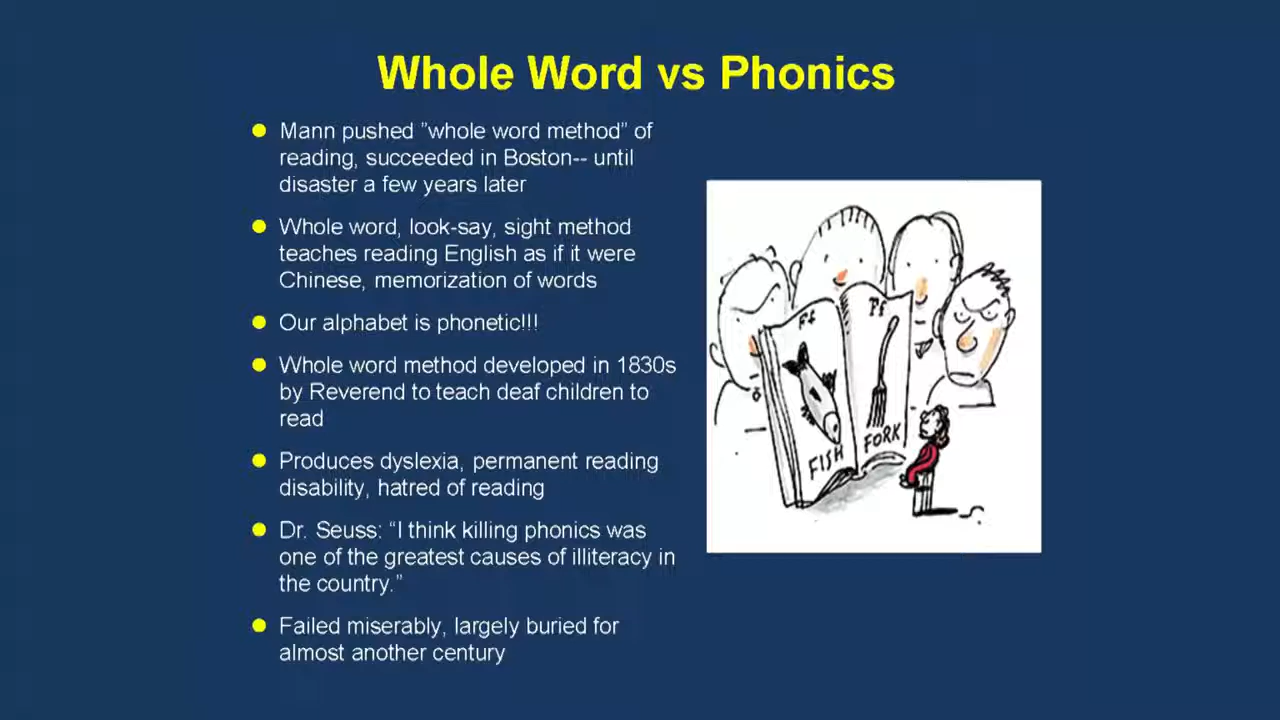 Whole Word vs Phonics
Mann pushed ”whole word method” of
reading, succeeded in Boston-- until
disaster a few years later
Whole word, look-say, sight method
teaches reading English as if it were
Chinese, memorization of words
Our alphabet is phonetic!!!
Whole word method developed in 1830s
by Reverend to teach deaf children to
read
Produces dyslexia, permanent reading
disability, hatred of reading
Dr. Seuss: “I think killing phonics was
one of the greatest causes of illiteracy in
the country.”
Failed miserably, largely buried for
almost another century
Ff
Ff
FISH
FORK